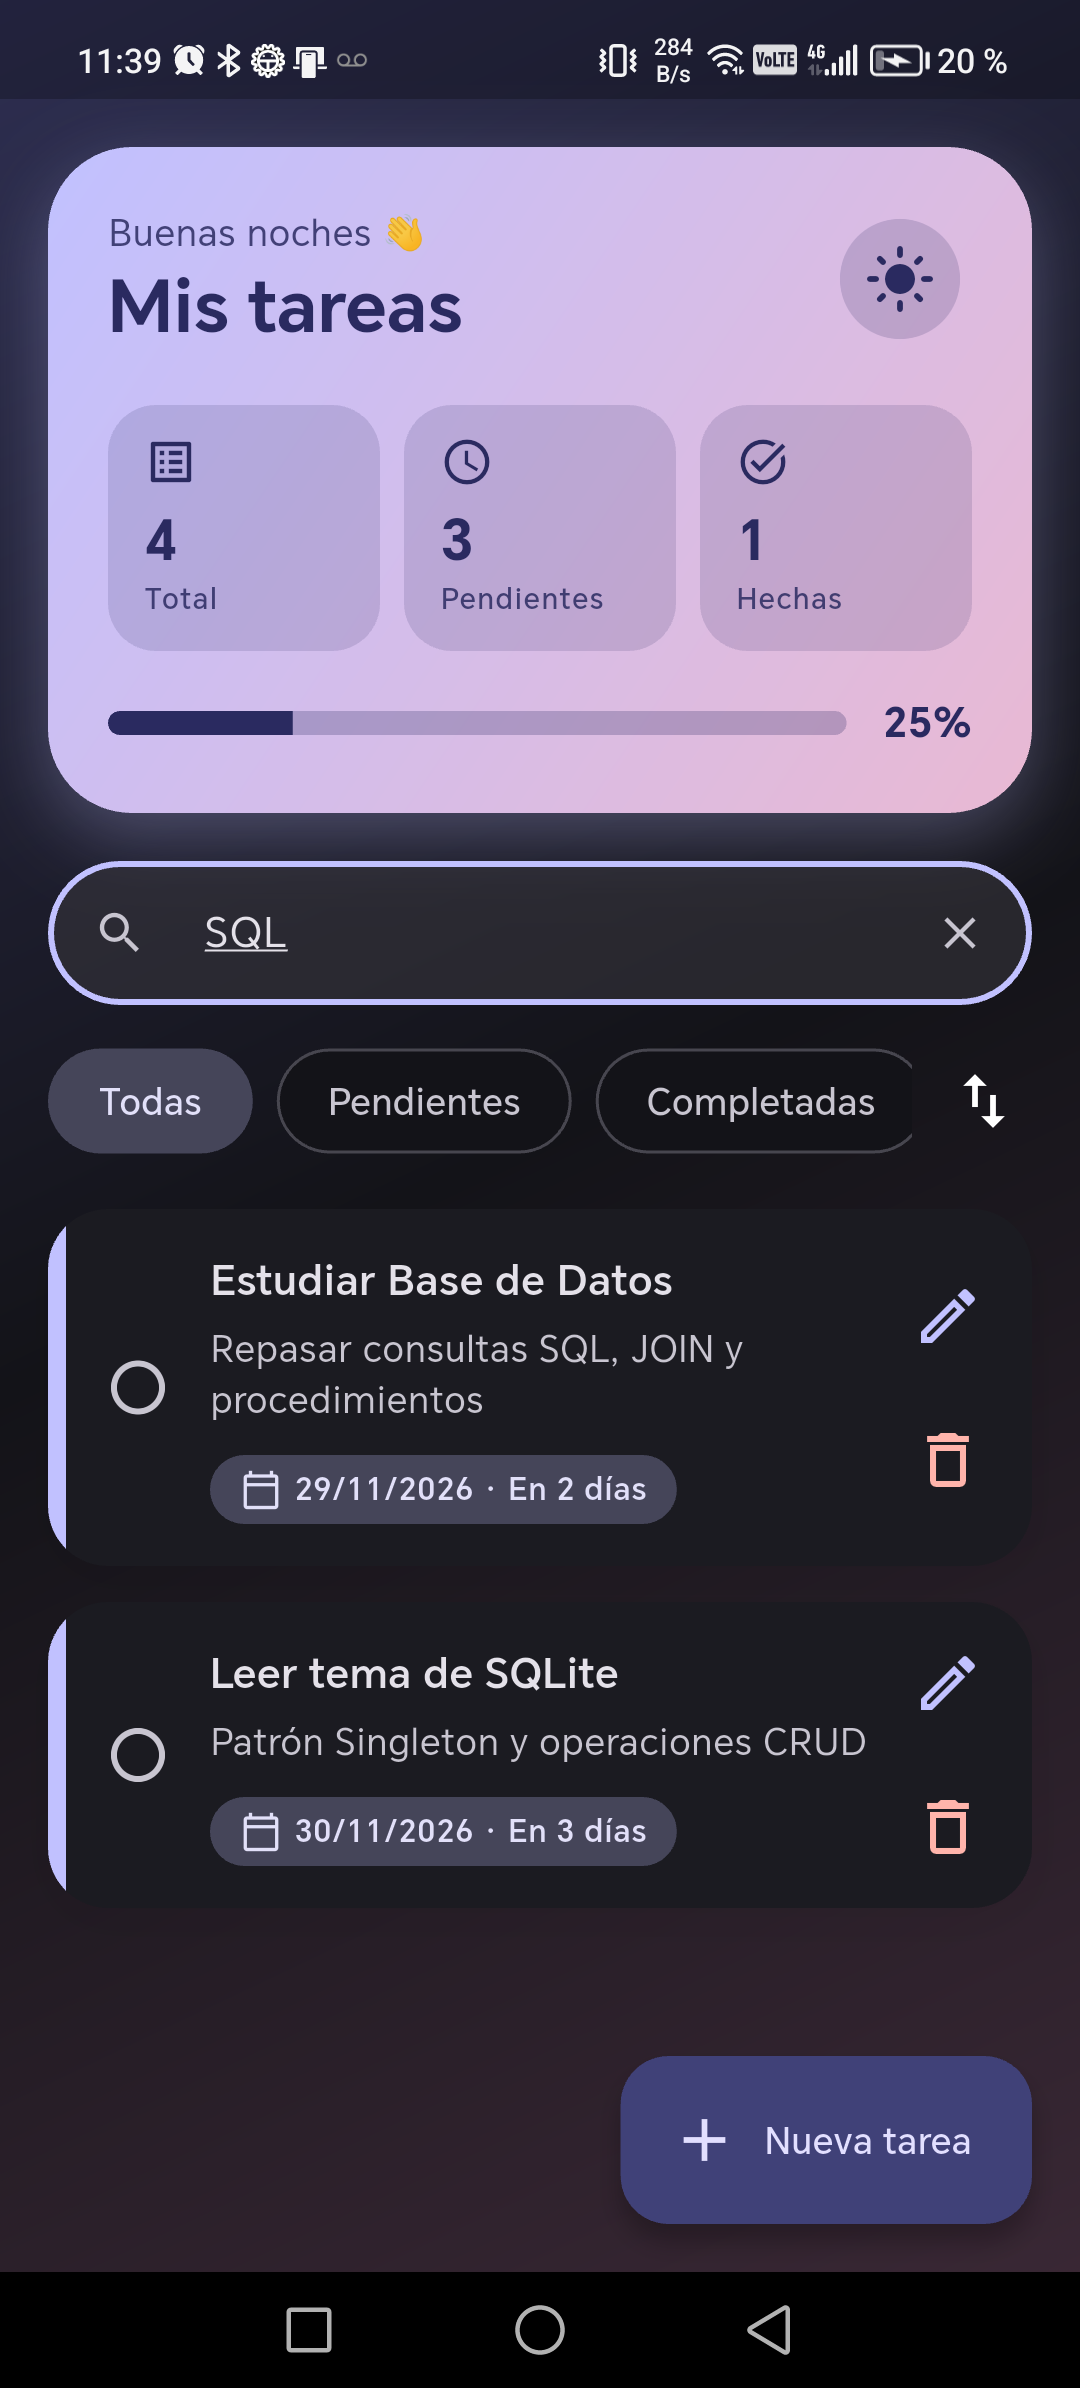 11:39
284 B/s
VoLTE
4G
20 %
Buenas noches 👋
Mis tareas
4
Total
3
Pendientes
1
Hechas
25%
SQL
Todas
Pendientes
Completadas
Estudiar Base de Datos
Repasar consultas SQL, JOIN y
procedimientos
29/11/2026 · En 2 días
Leer tema de SQLite
Patrón Singleton y operaciones CRUD
30/11/2026 · En 3 días
Nueva tarea